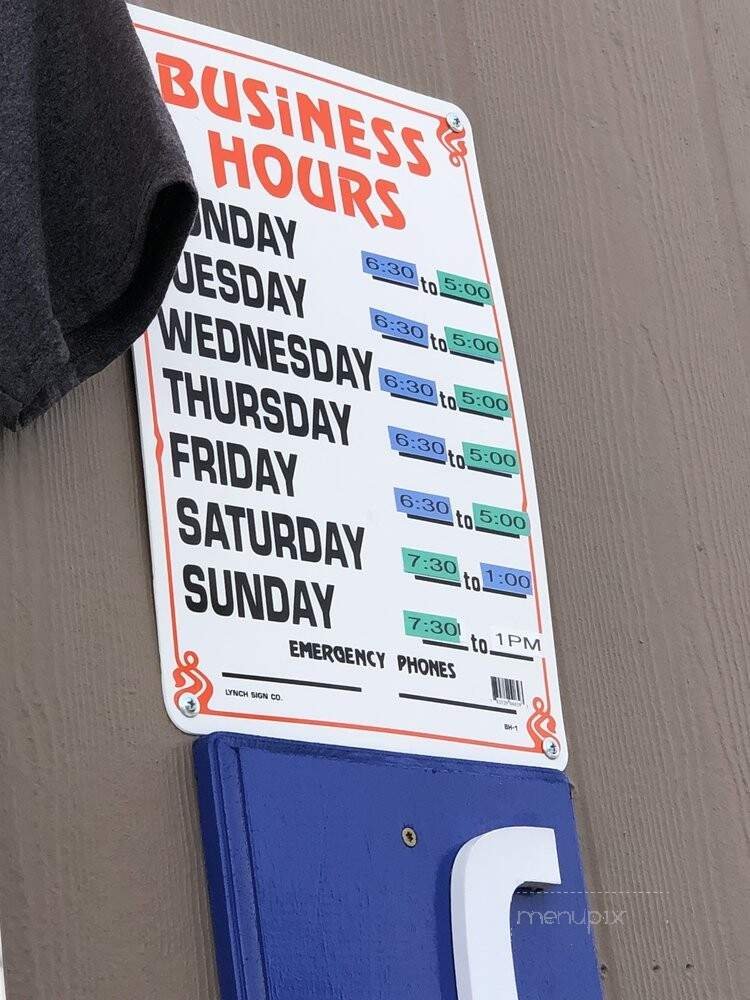 BUSiNESS
HOURS
ONDAY 6:30 to 5:00
UESDAY 6:30 to 5:00
WEDNESDAY 6:30 to 5:00
THURSDAY 6:30 to 5:00
FRIDAY 6:30 to 5:00
SATURDAY 7:30 to 1:00
SUNDAY 7:30 to 1PM
EMERGENCY PHONES
LYNCH SIGN CO.
BH-1
f
menupix